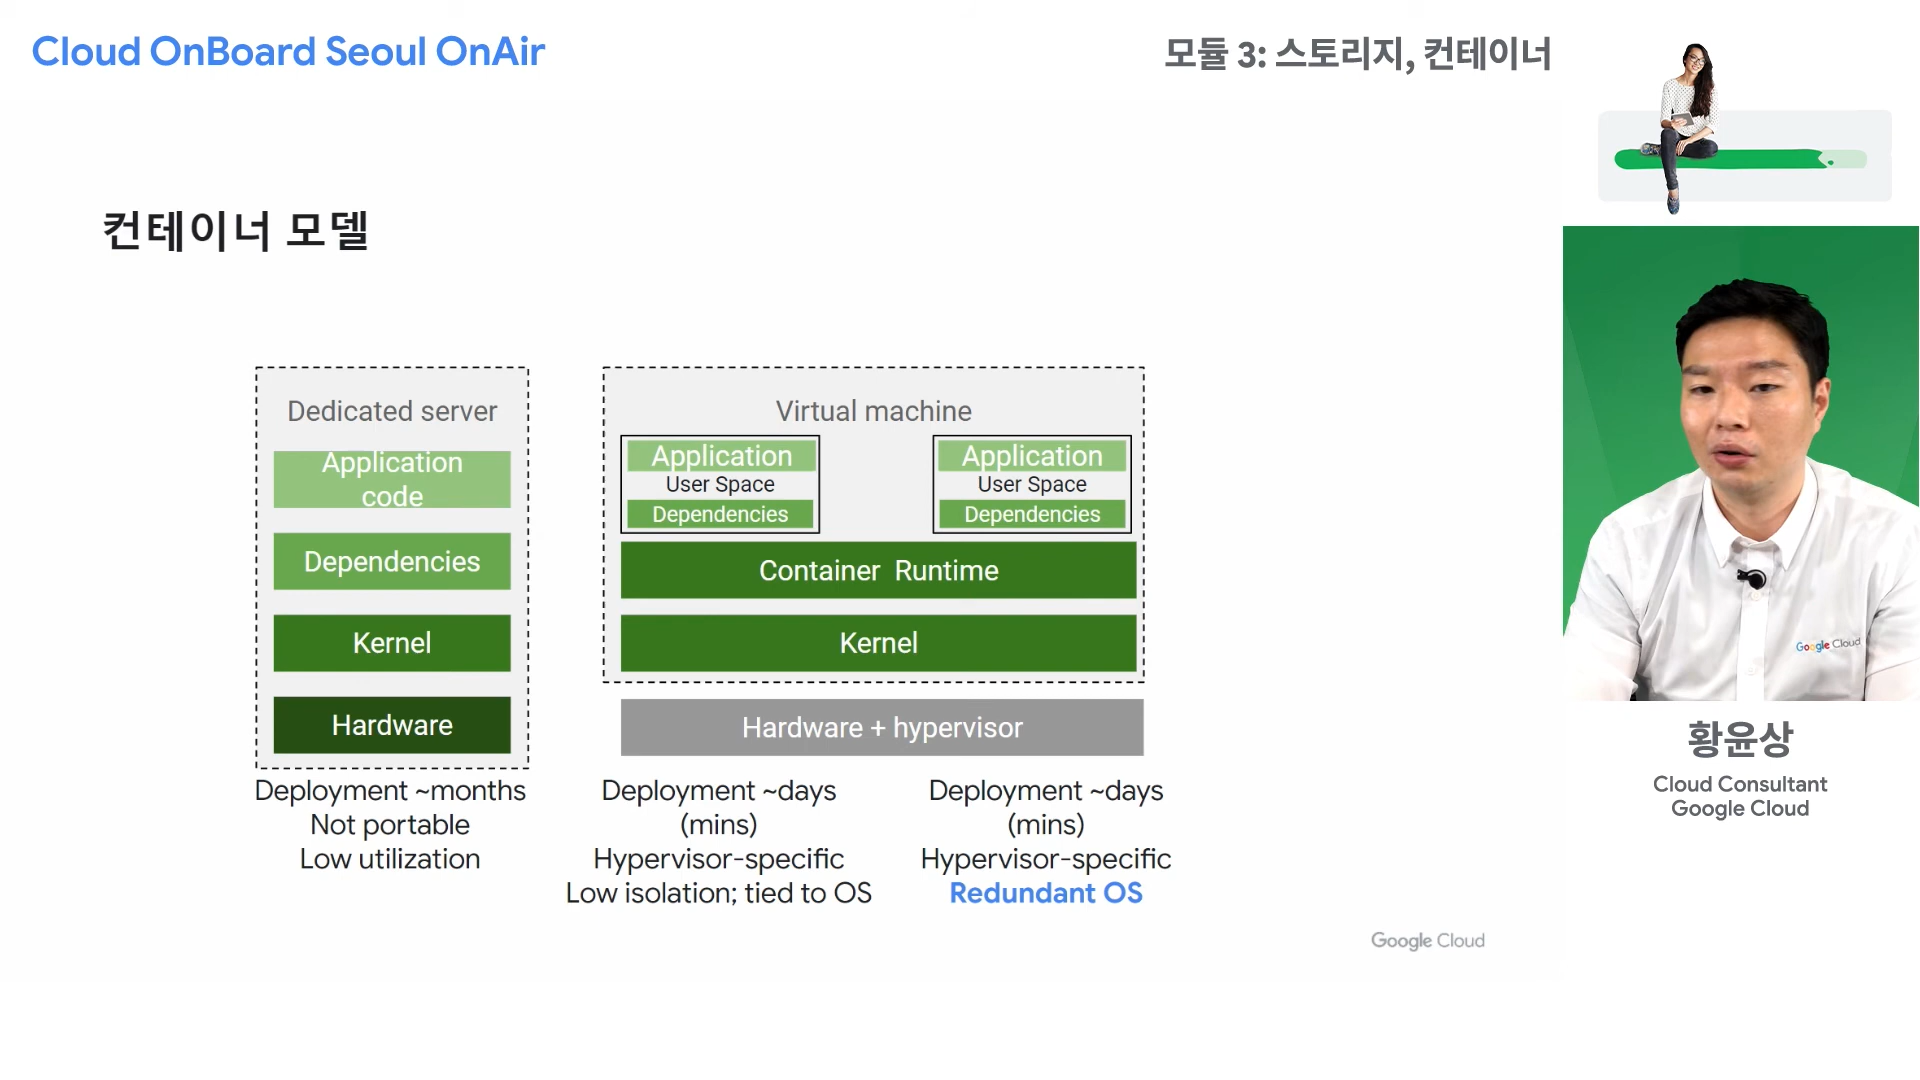 Cloud OnBoard Seoul OnAir
모듈 3: 스토리지, 컨테이너
컨테이너 모델
Dedicated server
Application
code
Dependencies
Kernel
Hardware
Deployment ~months
Not portable
Low utilization
Virtual machine
Application
User Space
Dependencies
Application
User Space
Dependencies
Container Runtime
Kernel
Hardware + hypervisor
Deployment ~days
(mins)
Hypervisor-specific
Low isolation; tied to OS
Deployment ~days
(mins)
Hypervisor-specific
Redundant OS
Google Cloud
Google Cloud
황윤상
Cloud Consultant
Google Cloud